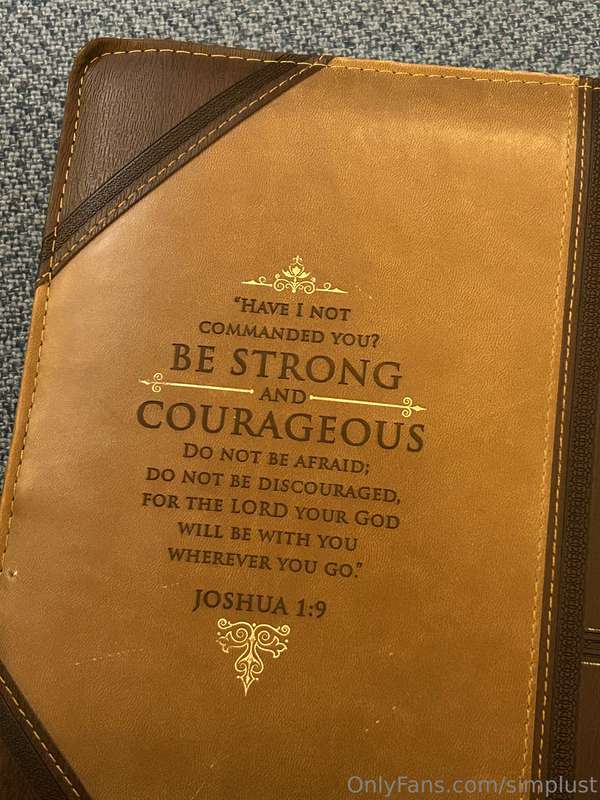 “HAVE I NOT
COMMANDED YOU?
BE STRONG
AND
COURAGEOUS
DO NOT BE AFRAID;
DO NOT BE DISCOURAGED,
FOR THE LORD YOUR GOD
WILL BE WITH YOU
WHEREVER YOU GO.”
JOSHUA 1:9
OnlyFans.com/simplust